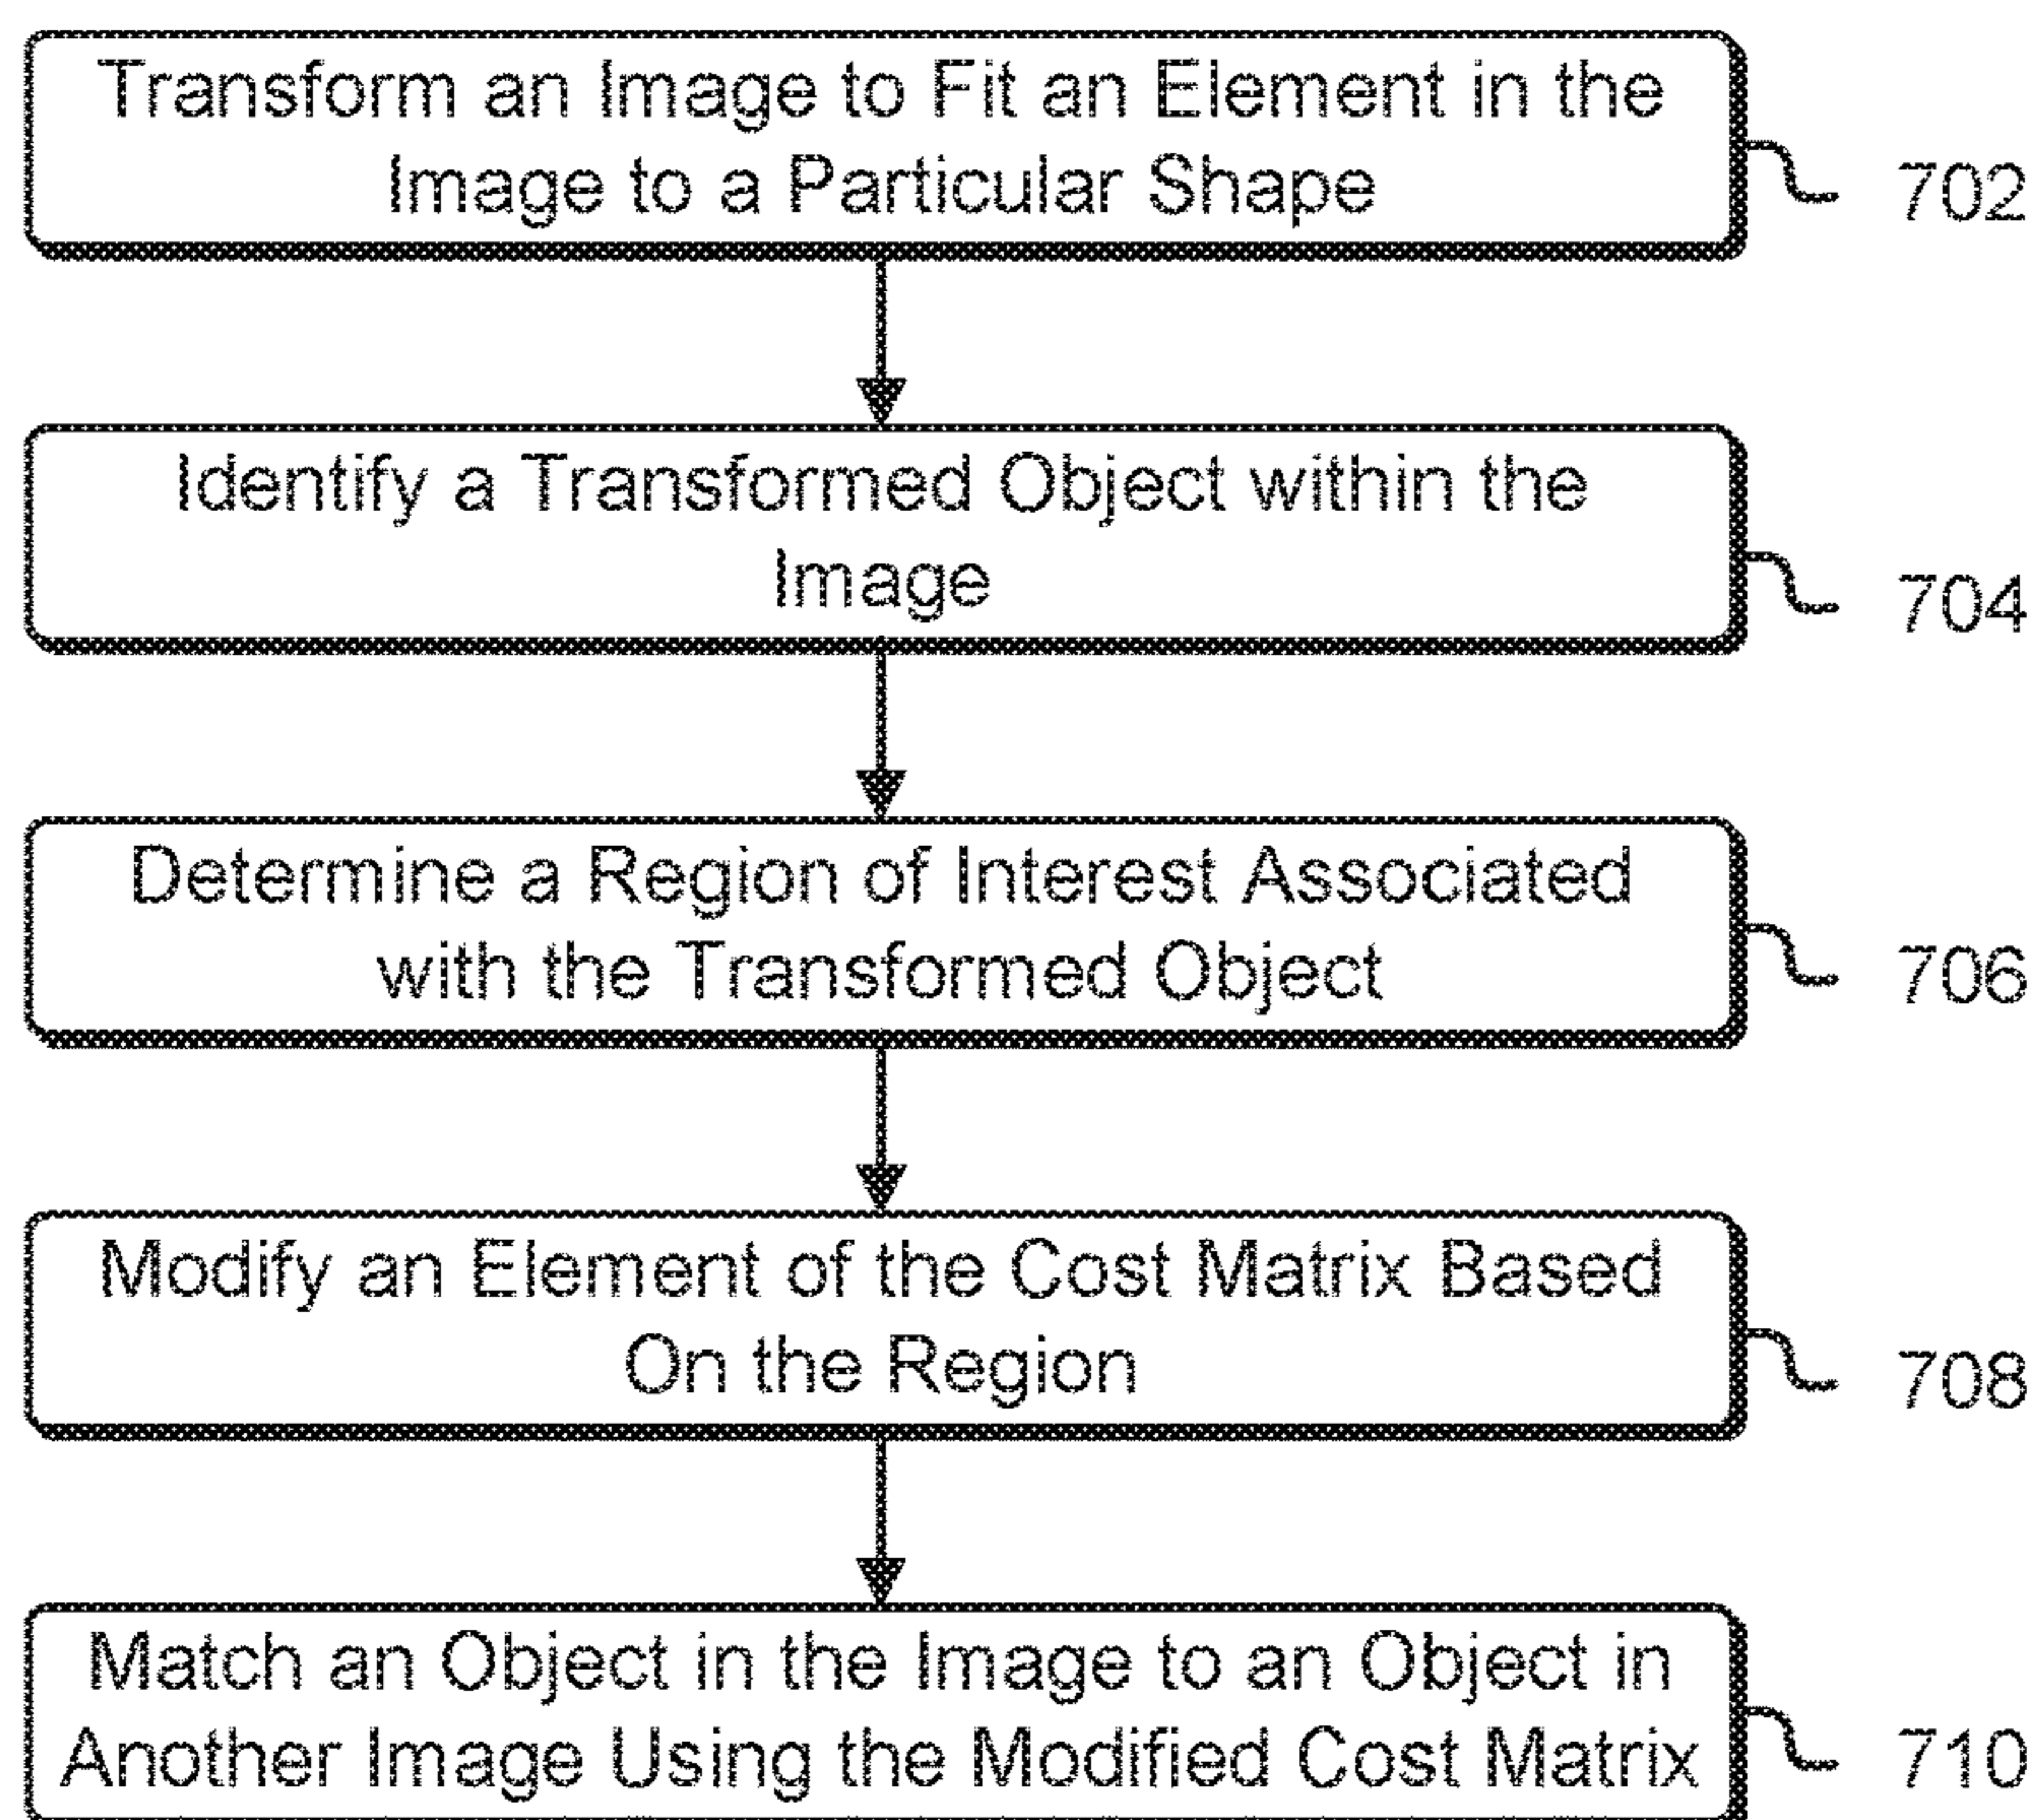 Transform an Image to Fit an Element in the
Image to a Particular Shape
702
Identify a Transformed Object within the
Image
704
Determine a Region of Interest Associated
with the Transformed Object
706
Modify an Element of the Cost Matrix Based
On the Region
708
Match an Object in the Image to an Object in
Another Image Using the Modified Cost Matrix
710